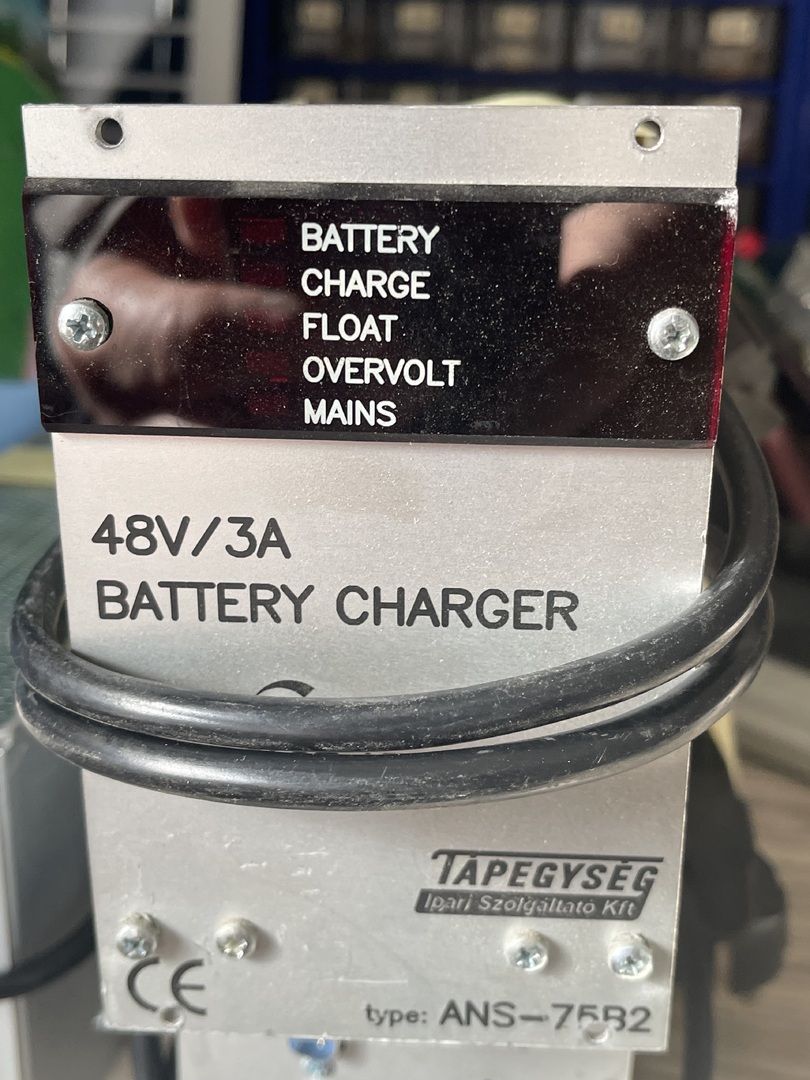 BATTERY
CHARGE
FLOAT
OVERVOLT
MAINS
48V/3A
BATTERY CHARGER
TÁPEGYSÉG
Ipari Szolgáltató Kft
CE
type: ANS-75B2